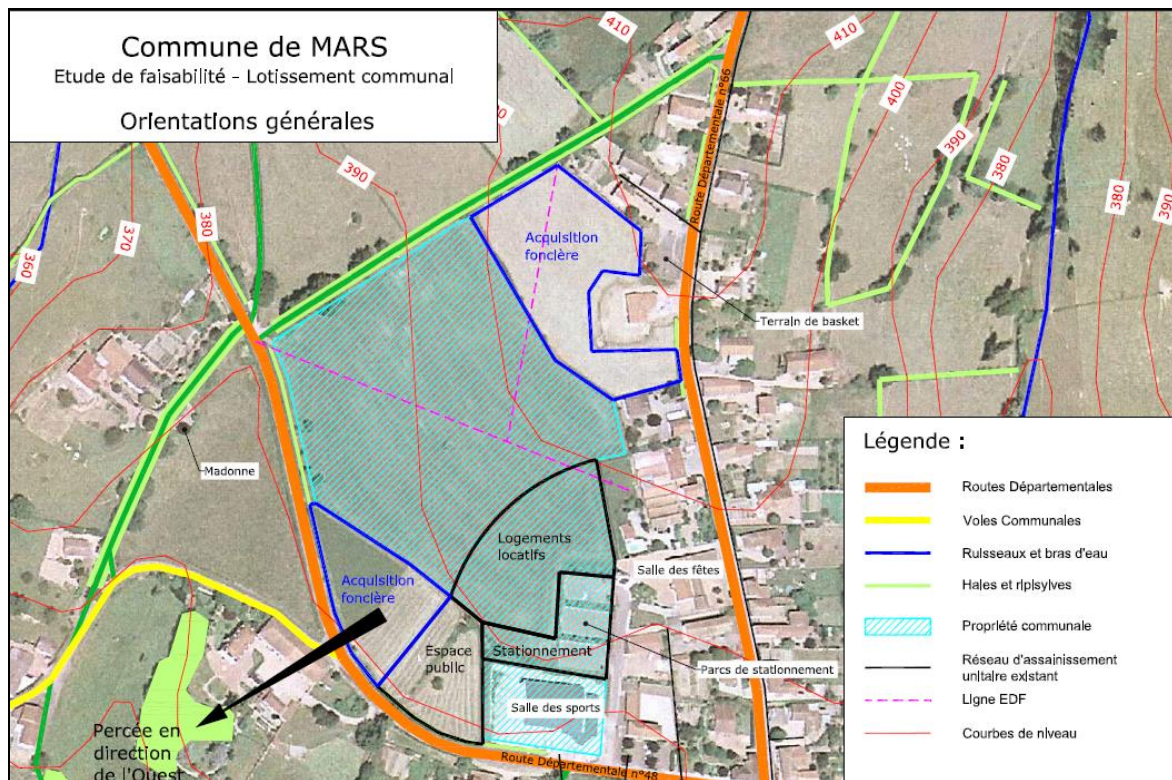 Commune de MARS
Etude de faisabilité - Lotissement communal
Orientations générales
410
410
400
390
390
380
380
390
380
370
360
380
Route Départementale n°66
Acquisition
foncière
Terrain de basket
Madonne
Logements
locatifs
Salle des fêtes
Acquisition
foncière
Espace
public
Stationnement
Parcs de stationnement
Salle des sports
Percée en
direction
de l'Ouest
Route Départementale n°48
Légende :
Routes Départementales
Voies Communales
Ruisseaux et bras d'eau
Haies et ripisylves
Propriété communale
Réseau d'assainissement
unitaire existant
Ligne EDF
Courbes de niveau